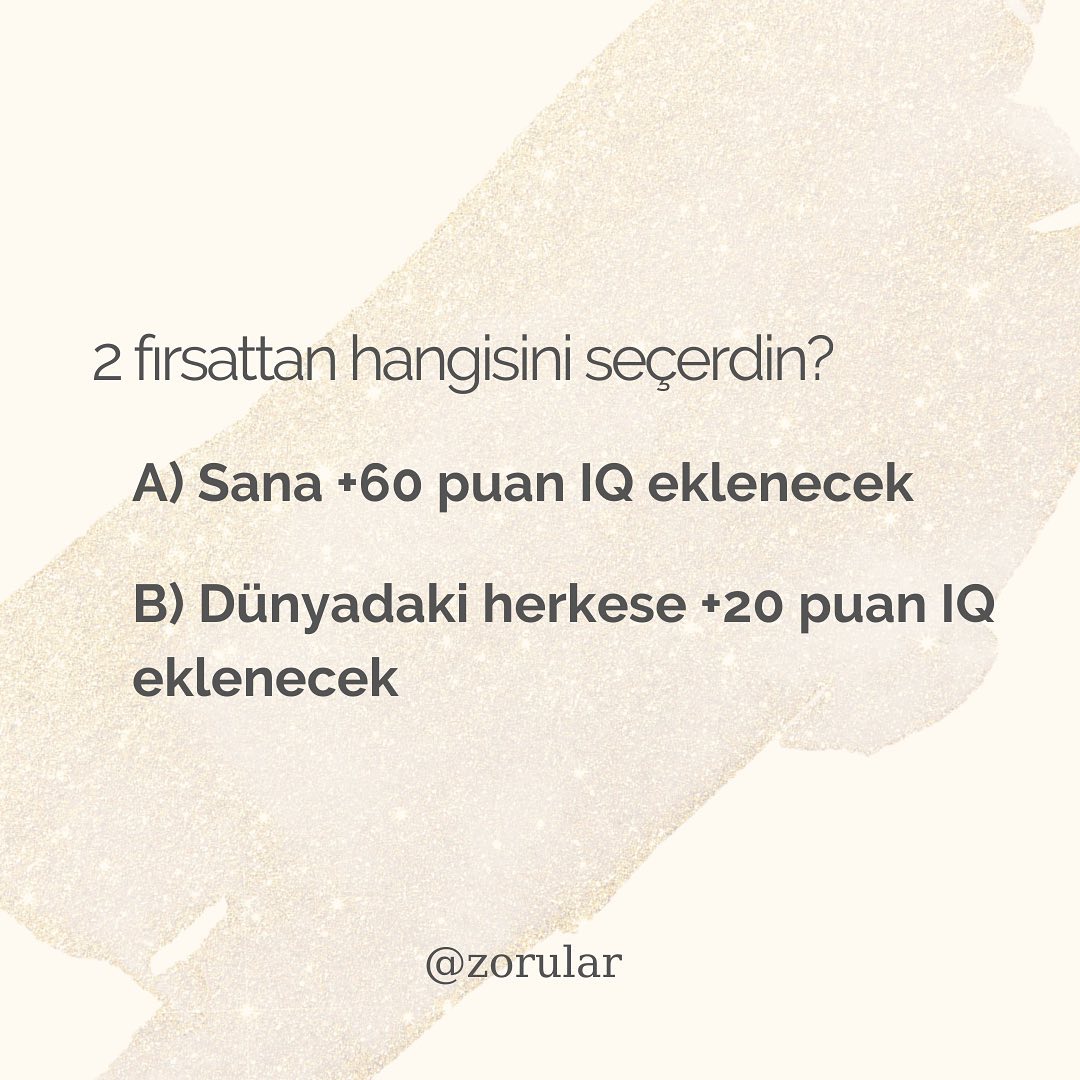 2 fırsattan hangisini seçerdin?
A) Sana +60 puan IQ eklenecek
B) Dünyadaki herkese +20 puan IQ
eklenecek
@zorular